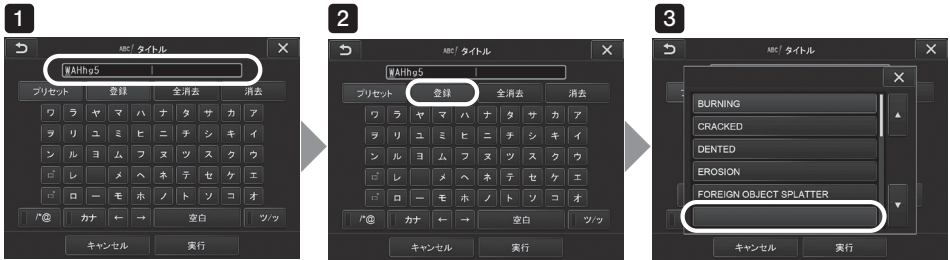 1
ABC/ タイトル
WAHhg5
プリセット 登録 全消去 消去
ワ ラ ヤ マ ハ ナ タ サ カ ア
ヲ リ ユ ミ ヒ ニ チ シ キ イ
ン ル ヨ ム フ ヌ ツ ス ク ウ
レ メ ヘ ネ テ セ ケ エ
ロ ー モ ホ ノ ト ソ コ オ
/*@ カナ ← → 空白 ツ/ッ
キャンセル 実行
2
ABC/ タイトル
WAHhg5
プリセット 登録 全消去 消去
ワ ラ ヤ マ ハ ナ タ サ カ ア
ヲ リ ユ ミ ヒ ニ チ シ キ イ
ン ル ヨ ム フ ヌ ツ ス ク ウ
レ メ ヘ ネ テ セ ケ エ
ロ ー モ ホ ノ ト ソ コ オ
/*@ カナ ← → 空白 ツ/ッ
キャンセル 実行
3
ABC/ タイトル
BURNING
CRACKED
DENTED
EROSION
FOREIGN OBJECT SPLATTER
キャンセル 実行